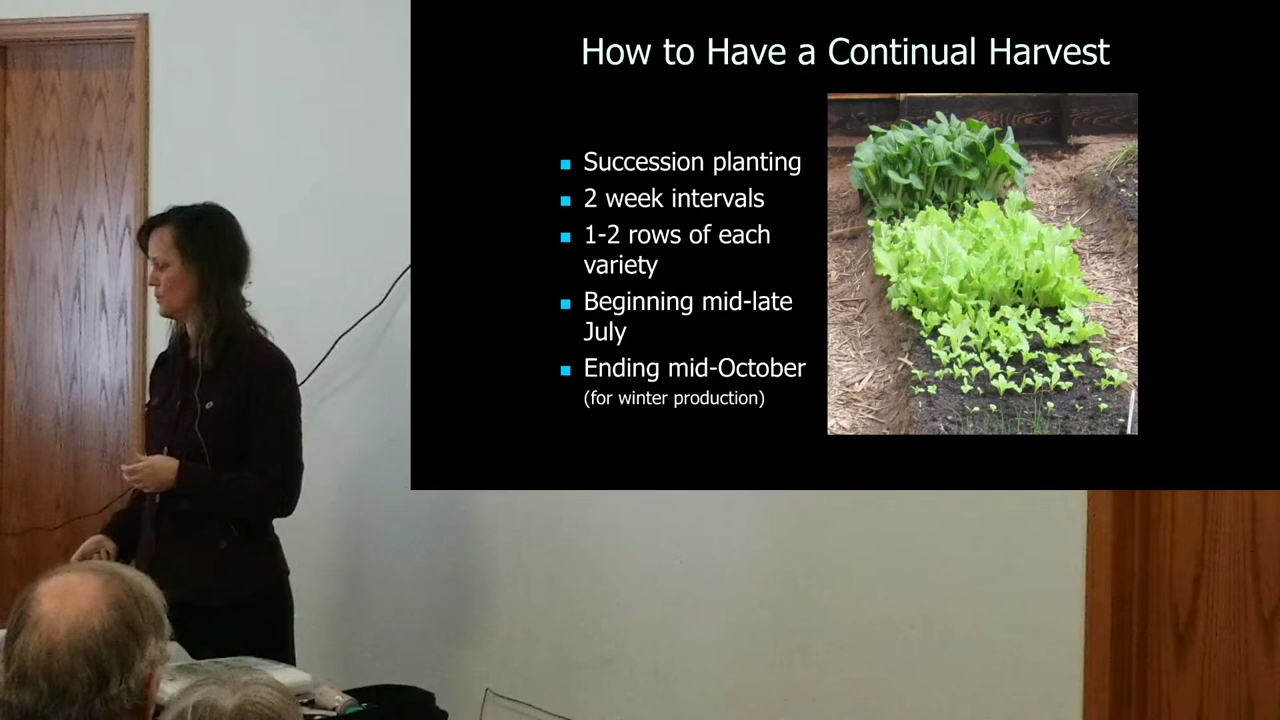 How to Have a Continual Harvest
Succession planting
2 week intervals
1-2 rows of each
variety
Beginning mid-late
July
Ending mid-October
(for winter production)